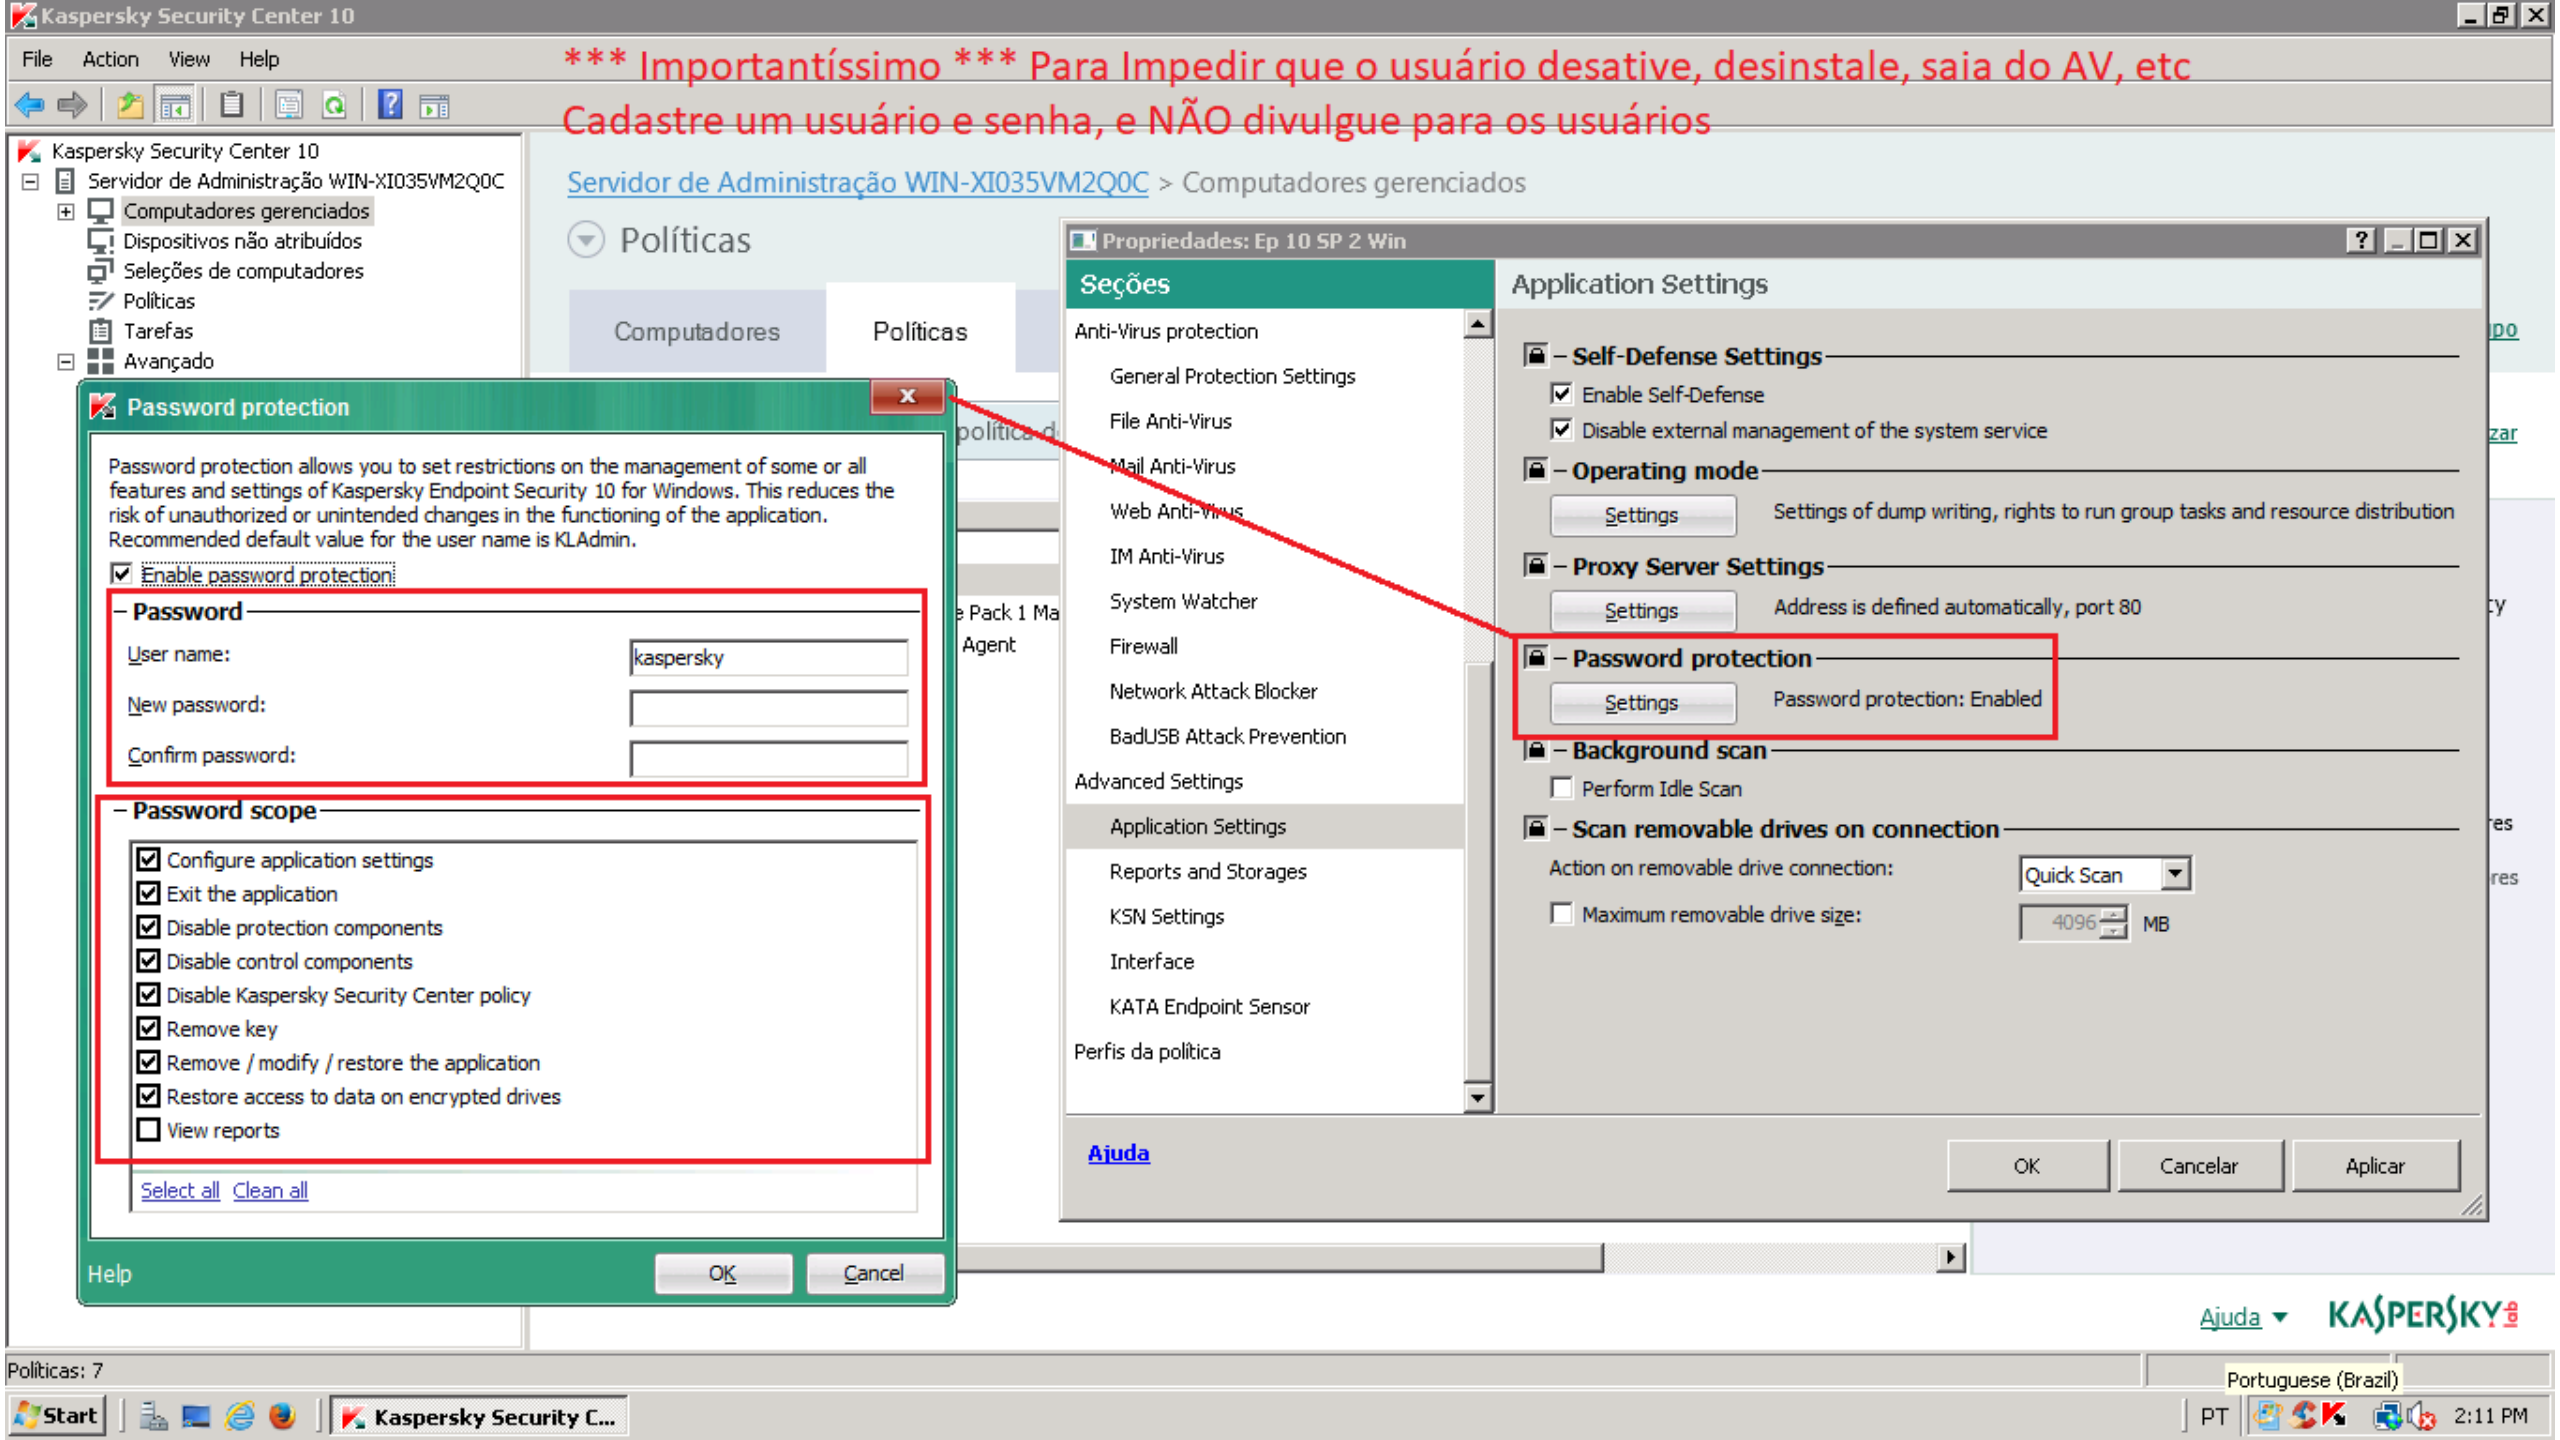 Kaspersky Security Center 10
File Action View Help
*** Importantíssimo *** Para Impedir que o usuário desative, desinstale, saia do AV, etc
Cadastre um usuário e senha, e NÃO divulgue para os usuários
Kaspersky Security Center 10
Servidor de Administração WIN-XI035VM2Q0C
Computadores gerenciados
Dispositivos não atribuídos
Seleções de computadores
Políticas
Tarefas
Avançado
Servidor de Administração WIN-XI035VM2Q0C > Computadores gerenciados
Políticas
Computadores Políticas
política d
e Pack 1 Ma
Agent
Password protection
x
Password protection allows you to set restrictions on the management of some or all
features and settings of Kaspersky Endpoint Security 10 for Windows. This reduces the
risk of unauthorized or unintended changes in the functioning of the application.
Recommended default value for the user name is KLAdmin.
Enable password protection
Password
User name: kaspersky
New password:
Confirm password:
Password scope
Configure application settings
Exit the application
Disable protection components
Disable control components
Disable Kaspersky Security Center policy
Remove key
Remove / modify / restore the application
Restore access to data on encrypted drives
View reports
Select all Clean all
Help OK Cancel
Propriedades: Ep 10 SP 2 Win
Seções
Anti-Virus protection
General Protection Settings
File Anti-Virus
Mail Anti-Virus
Web Anti-Virus
IM Anti-Virus
System Watcher
Firewall
Network Attack Blocker
BadUSB Attack Prevention
Advanced Settings
Application Settings
Reports and Storages
KSN Settings
Interface
KATA Endpoint Sensor
Perfis da política
Application Settings
Self-Defense Settings
Enable Self-Defense
Disable external management of the system service
Operating mode
Settings Settings of dump writing, rights to run group tasks and resource distribution
Proxy Server Settings
Settings Address is defined automatically, port 80
Password protection
Settings Password protection: Enabled
Background scan
Perform Idle Scan
Scan removable drives on connection
Action on removable drive connection: Quick Scan
Maximum removable drive size: 4096 MB
Ajuda
OK Cancelar Aplicar
upo
zar
ty
res
res
Ajuda KASPERSKY lab
Políticas: 7
Portuguese (Brazil)
Start Kaspersky Security C... PT 2:11 PM